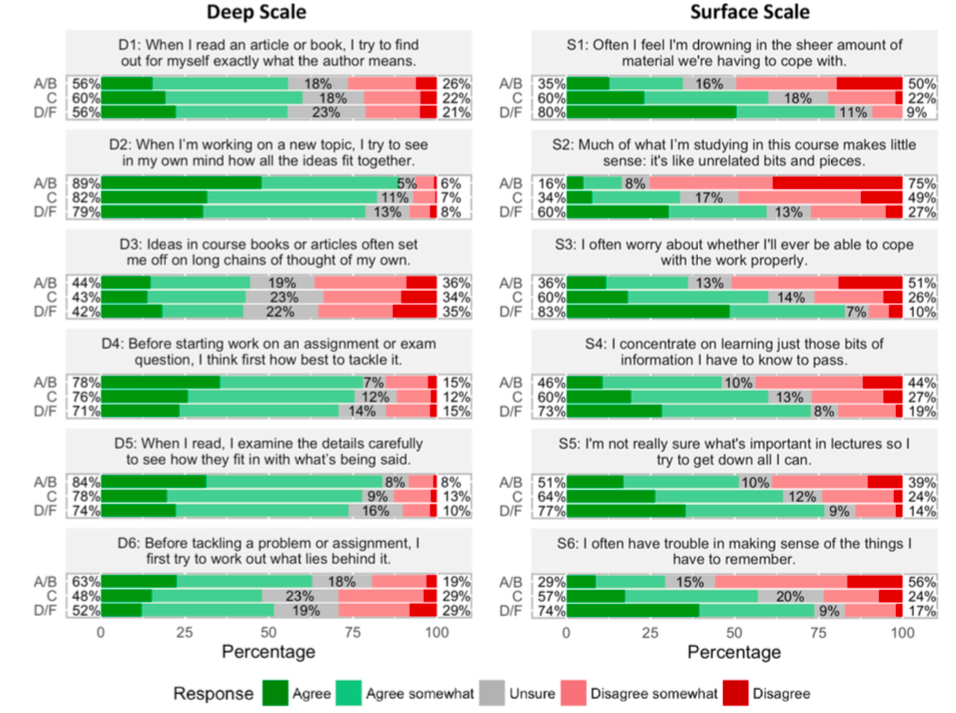 Deep Scale
D1: When I read an article or book, I try to find
out for myself exactly what the author means.
A/B 56% 18% 26%
C 60% 18% 22%
D/F 56% 23% 21%
D2: When I'm working on a new topic, I try to see
in my own mind how all the ideas fit together.
A/B 89% 5% 6%
C 82% 11% 7%
D/F 79% 13% 8%
D3: Ideas in course books or articles often set
me off on long chains of thought of my own.
A/B 44% 19% 36%
C 43% 23% 34%
D/F 42% 22% 35%
D4: Before starting work on an assignment or exam
question, I think first how best to tackle it.
A/B 78% 7% 15%
C 76% 12% 12%
D/F 71% 14% 15%
D5: When I read, I examine the details carefully
to see how they fit in with what's being said.
A/B 84% 8% 8%
C 78% 9% 13%
D/F 74% 16% 10%
D6: Before tackling a problem or assignment, I
first try to work out what lies behind it.
A/B 63% 18% 19%
C 48% 23% 29%
D/F 52% 19% 29%
0 25 50 75 100
Percentage
Surface Scale
S1: Often I feel I'm drowning in the sheer amount of
material we're having to cope with.
A/B 35% 16% 50%
C 60% 18% 22%
D/F 80% 11% 9%
S2: Much of what I'm studying in this course makes little
sense: it's like unrelated bits and pieces.
A/B 16% 8% 75%
C 34% 17% 49%
D/F 60% 13% 27%
S3: I often worry about whether I'll ever be able to cope
with the work properly.
A/B 36% 13% 51%
C 60% 14% 26%
D/F 83% 7% 10%
S4: I concentrate on learning just those bits of
information I have to know to pass.
A/B 46% 10% 44%
C 60% 13% 27%
D/F 73% 8% 19%
S5: I'm not really sure what's important in lectures so I
try to get down all I can.
A/B 51% 10% 39%
C 64% 12% 24%
D/F 77% 9% 14%
S6: I often have trouble in making sense of the things I
have to remember.
A/B 29% 15% 56%
C 57% 20% 24%
D/F 74% 9% 17%
0 25 50 75 100
Percentage
Response Agree Agree somewhat Unsure Disagree somewhat Disagree